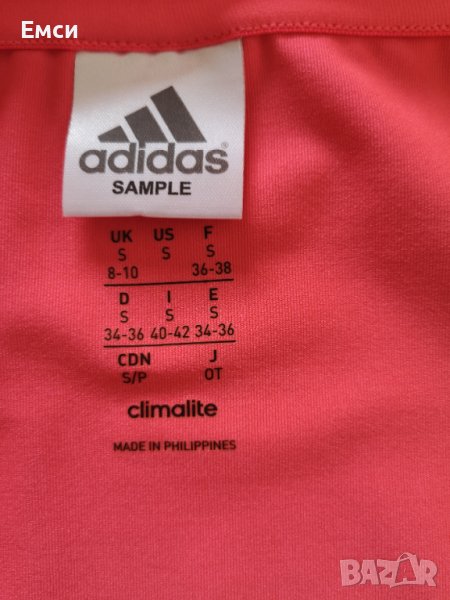 Емси
adidas
SAMPLE
UK US F
S S S
8-10 36-38
D I E
S S S
34-36 40-42 34-36
CDN J
S/P OT
climalite
MADE IN PHILIPPINES
BAZAR